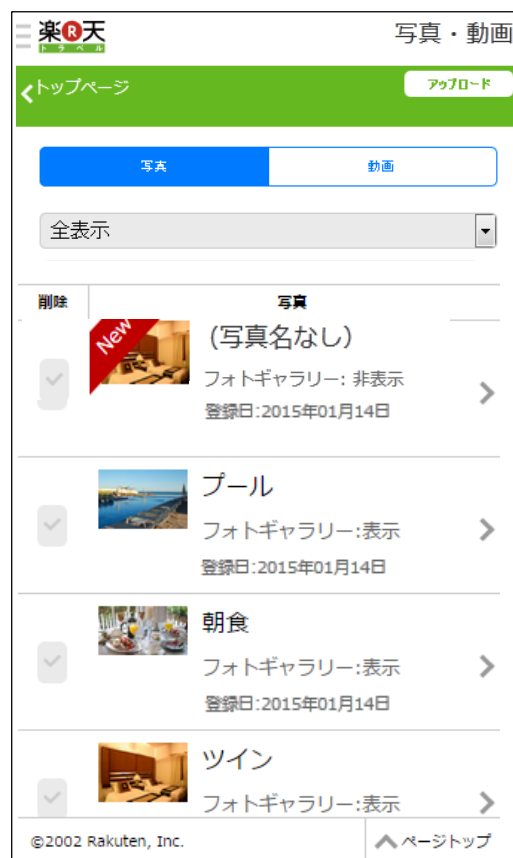 楽R天
トラベル
写真・動画
トップページ
アップロード
写真
動画
全表示
削除
写真
New
(写真名なし)
フォトギャラリー: 非表示
登録日:2015年01月14日
プール
フォトギャラリー:表示
登録日:2015年01月14日
朝食
フォトギャラリー:表示
登録日:2015年01月14日
ツイン
フォトギャラリー:表示
©2002 Rakuten, Inc.
ページトップ